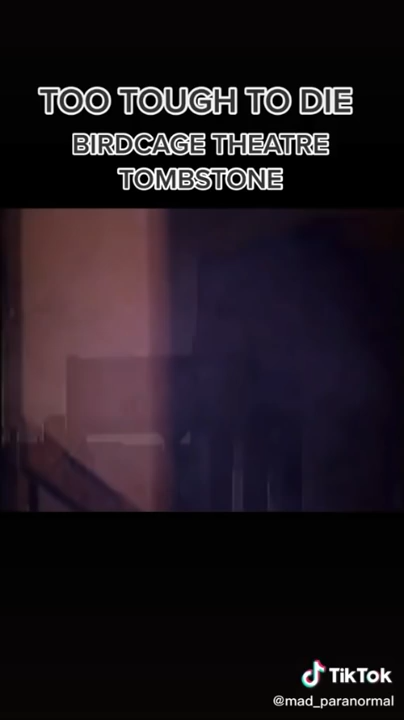 TOO TOUGH TO DIE
BIRDCAGE THEATRE
TOMBSTONE
TikTok
@mad_paranormal